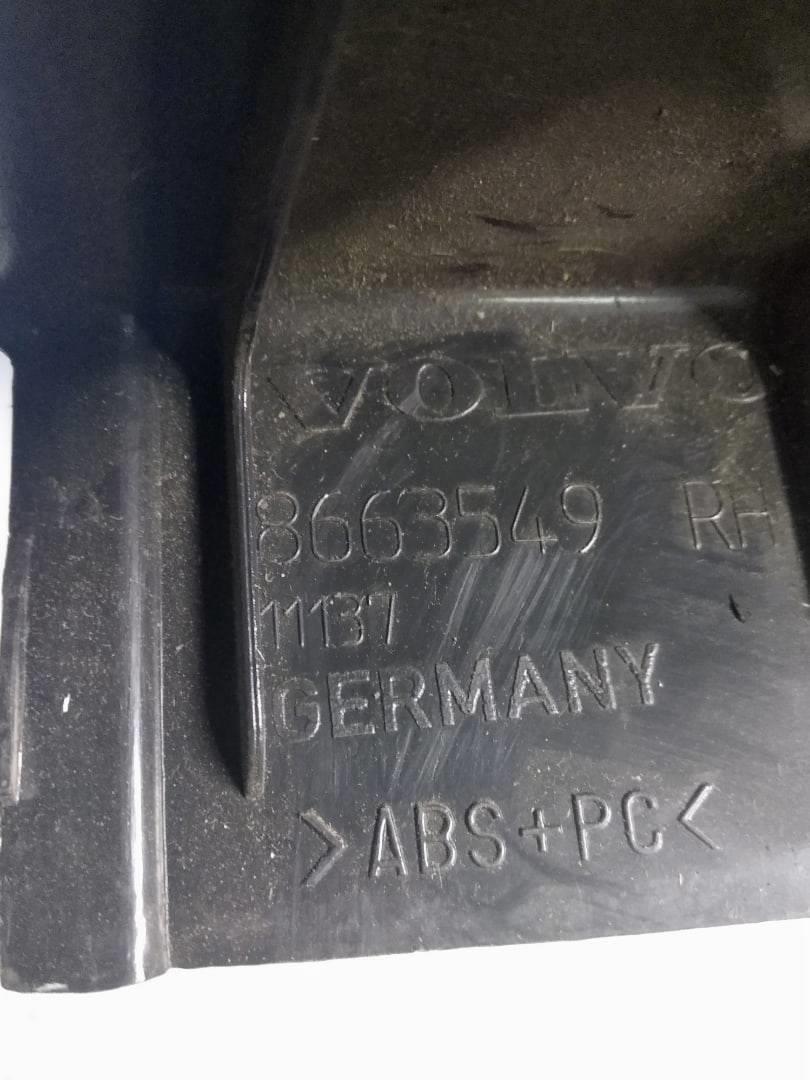 VOLVO
8663549 RH
11137
GERMANY
>ABS+PC<